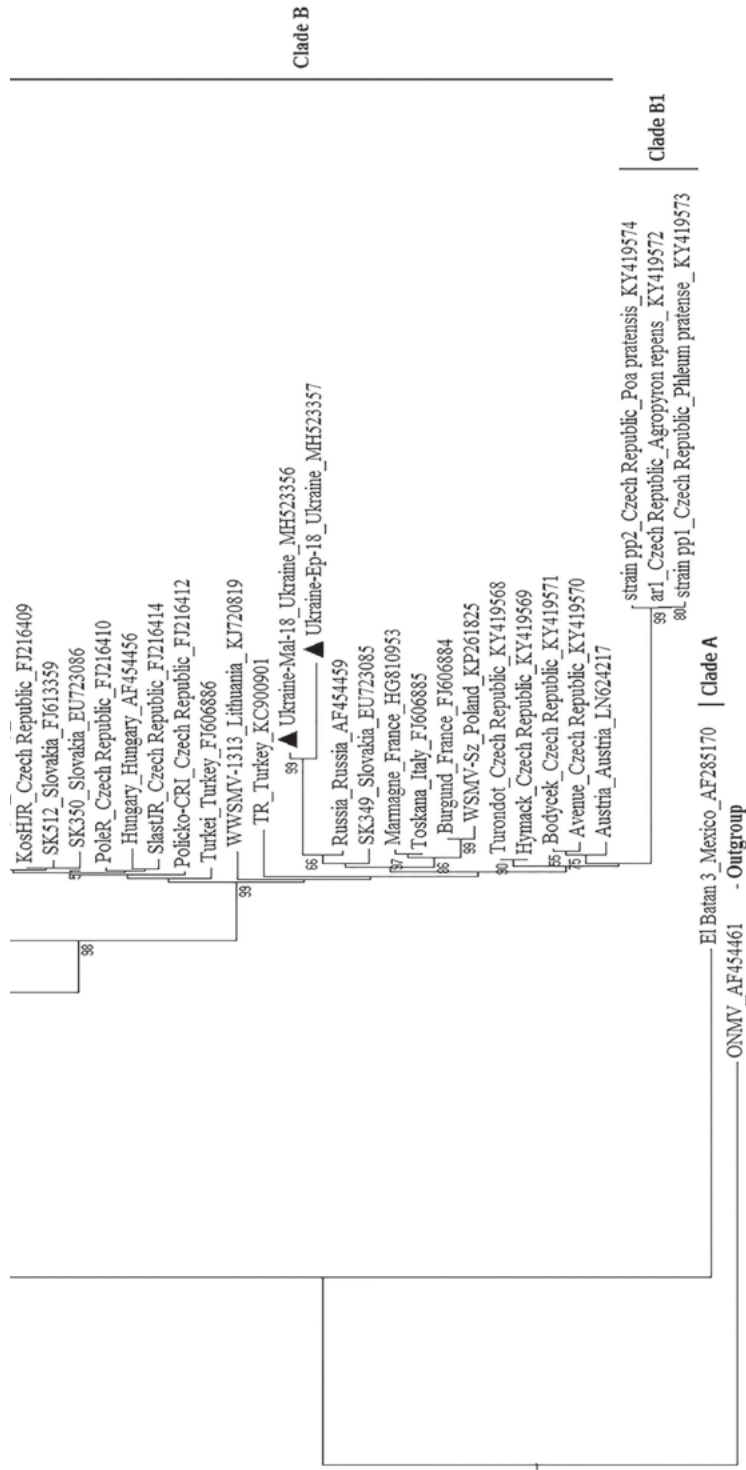 KosHJR_Czech Republic_FJ216409
SK512_Slovakia_FJ613359
SK350_Slovakia_EU723086
PoleR_Czech Republic_FJ216410
Hungary_Hungary_AF454456
SlastJR_Czech Republic_FJ216414
Policko-CRI_Czech Republic_FJ216412
Turkei_Turkey_FJ606886
WWSMV-1313_Lithuania_KJ720819
TR_Turkey_KC900901
Ukraine-Mal-18_Ukraine_MH523356
Ukraine-Ep-18_Ukraine_MH523357
Russia_Russia_AF454459
SK349_Slovakia_EU723085
Marmagne_France_HG810953
Toskana_Italy_FJ606885
Burgund_France_FJ606884
WSMV-Sz_Poland_KP261825
Turondot_Czech Republic_KY419568
Hymack_Czech Republic_KY419569
Bodycek_Czech Republic_KY419571
Avenue_Czech Republic_KY419570
Austria_Austria_LN624217
strain pp2_Czech Republic_Poa pratensis_KY419574
ar1_Czech Republic_Agropyron repens_KY419572
strain pp1_Czech Republic_Phleum pratense_KY419573
El Batan 3_Mexico_AF285170
ONMV_AF454461
Clade B
Clade B1
Clade A
- Outgroup
98
99
99
66
97
86
99
90
55
75
99
80